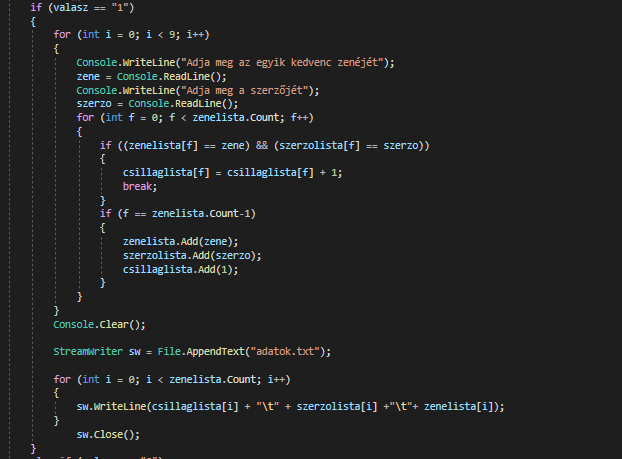 if (valasz == "1")
{
for (int i = 0; i < 9; i++)
{
Console.WriteLine("Adja meg az egyik kedvenc zenéjét");
zene = Console.ReadLine();
Console.WriteLine("Adja meg a szerzőjét");
szerzo = Console.ReadLine();
for (int f = 0; f < zenelista.Count; f++)
{
if ((zenelista[f] == zene) && (szerzolista[f] == szerzo))
{
csillaglista[f] = csillaglista[f] + 1;
break;
}
if (f == zenelista.Count-1)
{
zenelista.Add(zene);
szerzolista.Add(szerzo);
csillaglista.Add(1);
}
}
}
Console.Clear();
StreamWriter sw = File.AppendText("adatok.txt");
for (int i = 0; i < zenelista.Count; i++)
{
sw.WriteLine(csillaglista[i] + "\t" + szerzolista[i] +"\t"+ zenelista[i]);
}
sw.Close();
}